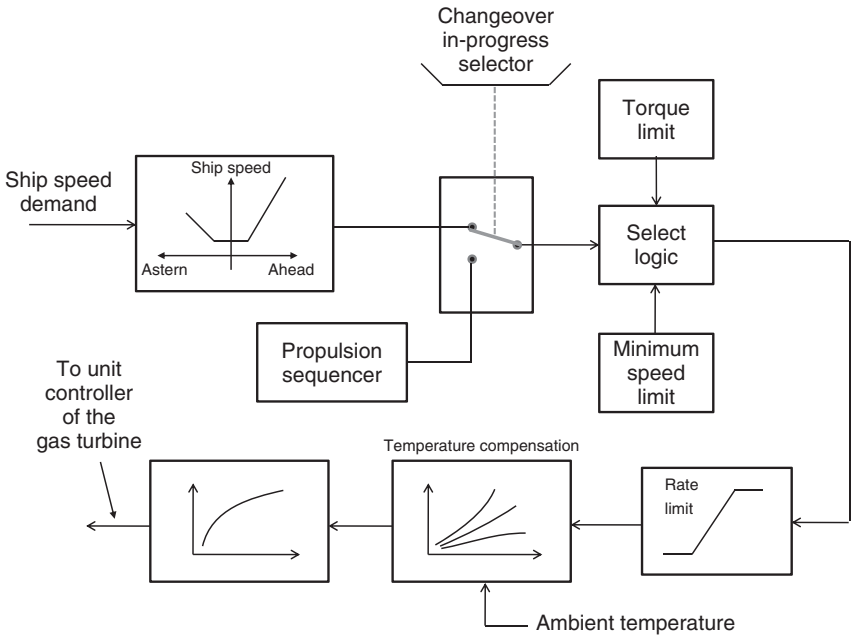 Changeover
in-progress
selector
Torque
limit
Ship speed
demand
Ship speed
Astern
Ahead
Select
logic
Propulsion
sequencer
Minimum
speed
limit
To unit
controller
of the
gas turbine
Temperature compensation
Rate
limit
Ambient temperature